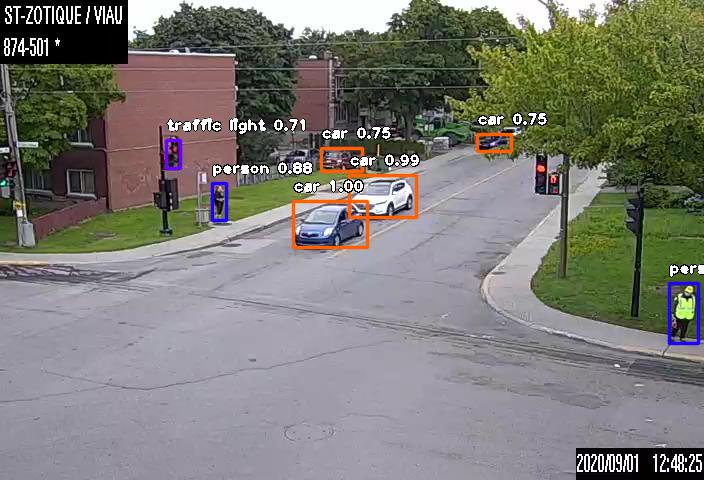 ST-ZOTIQUE / VIAU
874-501 *
traffic light 0.71
car 0.75
car 0.75
car 0.99
person 0.88
car 1.00
pers
2020/09/01 12:48:25